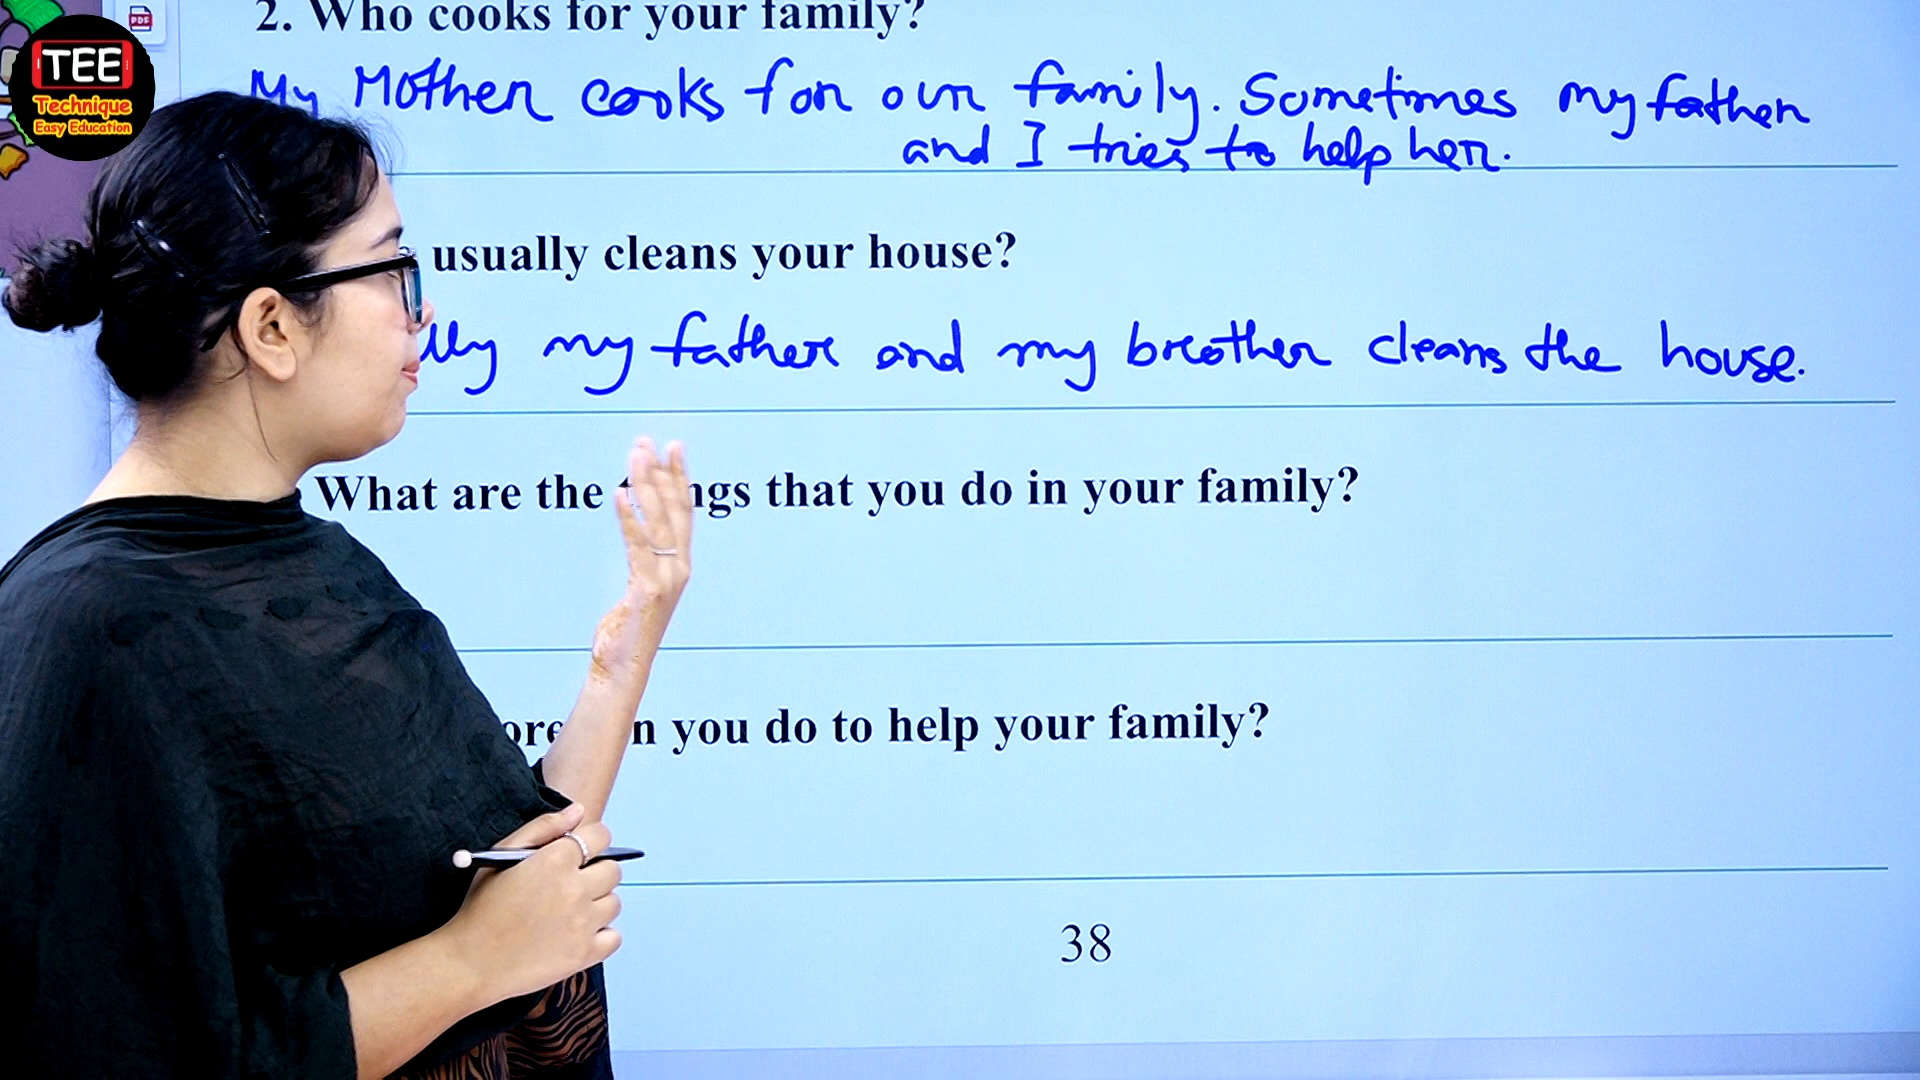 PDF
TEE
Technique
Easy Education
2. Who cooks for your family?
My Mother cooks for our family. Sometimes my father
and I tries to help her.
usually cleans your house?
my father and my brother cleans the house.
What are the that you do in your family?
you do to help your family?
38